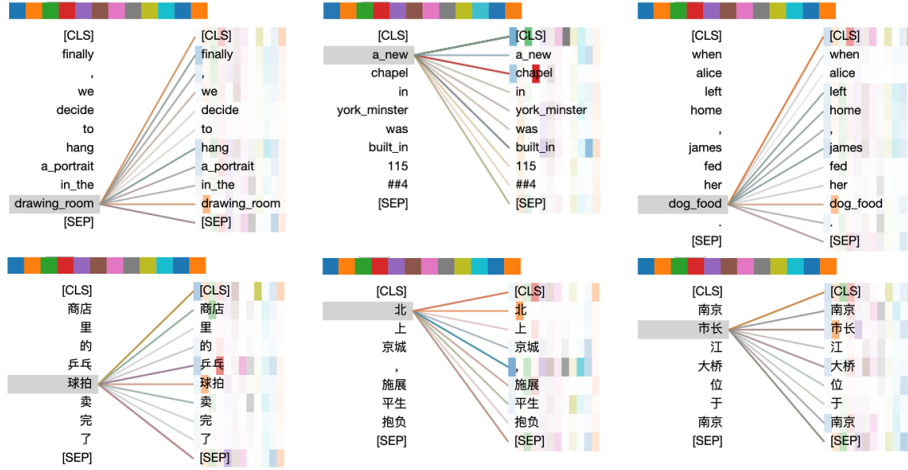 [CLS] [CLS]
finally finally
, ,
we we
decide decide
to to
hang hang
a_portrait a_portrait
in_the in_the
drawing_room drawing_room
[SEP] [SEP]
[CLS] [CLS]
a_new a_new
chapel chapel
in in
york_minster york_minster
was was
built_in built_in
115 115
##4 ##4
[SEP] [SEP]
[CLS] [CLS]
when when
alice alice
left left
home home
, ,
james james
fed fed
her her
dog_food dog_food
. .
[SEP] [SEP]
[CLS] [CLS]
商店 商店
里 里
的 的
乒乓 乒乓
球拍 球拍
卖 卖
完 完
了 了
[SEP] [SEP]
[CLS] [CLS]
北 北
上 上
京城 京城
, ,
施展 施展
平生 平生
抱负 抱负
[SEP] [SEP]
[CLS] [CLS]
南京 南京
市长 市长
江 江
大桥 大桥
位 位
于 于
南京 南京
[SEP] [SEP]